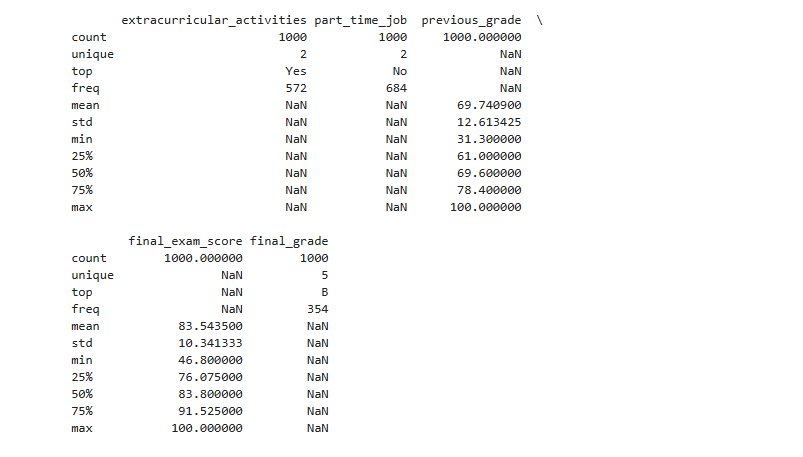 extracurricular_activities part_time_job previous_grade \
count 1000 1000 1000.000000
unique 2 2 NaN
top Yes No NaN
freq 572 684 NaN
mean NaN NaN 69.740900
std NaN NaN 12.613425
min NaN NaN 31.300000
25% NaN NaN 61.000000
50% NaN NaN 69.600000
75% NaN NaN 78.400000
max NaN NaN 100.000000
final_exam_score final_grade
count 1000.000000 1000
unique NaN 5
top NaN B
freq NaN 354
mean 83.543500 NaN
std 10.341333 NaN
min 46.800000 NaN
25% 76.075000 NaN
50% 83.800000 NaN
75% 91.525000 NaN
max 100.000000 NaN